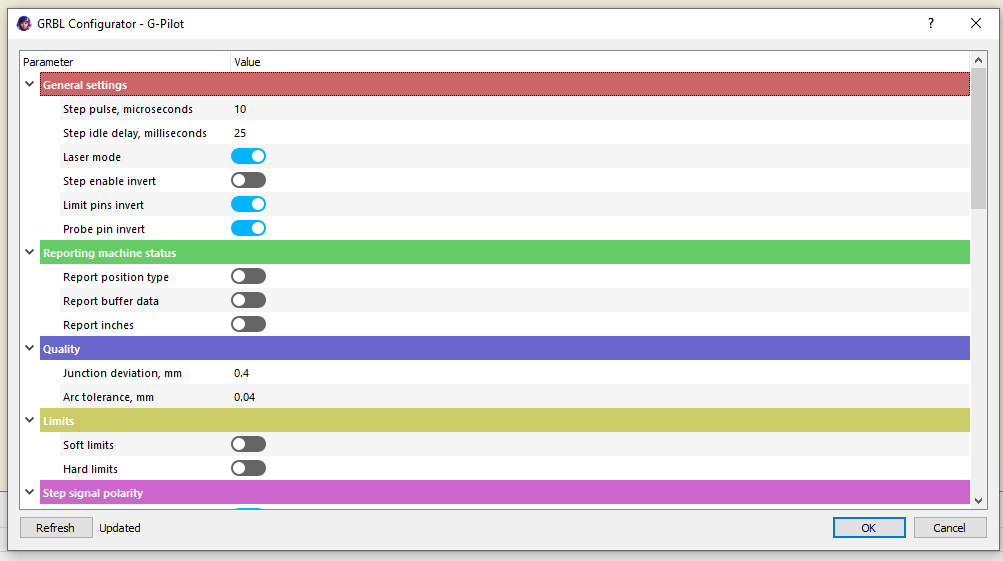 GRBL Configurator - G-Pilot
?
Parameter Value
General settings
Step pulse, microseconds 10
Step idle delay, milliseconds 25
Laser mode
Step enable invert
Limit pins invert
Probe pin invert
Reporting machine status
Report position type
Report buffer data
Report inches
Quality
Junction deviation, mm 0.4
Arc tolerance, mm 0.04
Limits
Soft limits
Hard limits
Step signal polarity
Refresh Updated OK Cancel